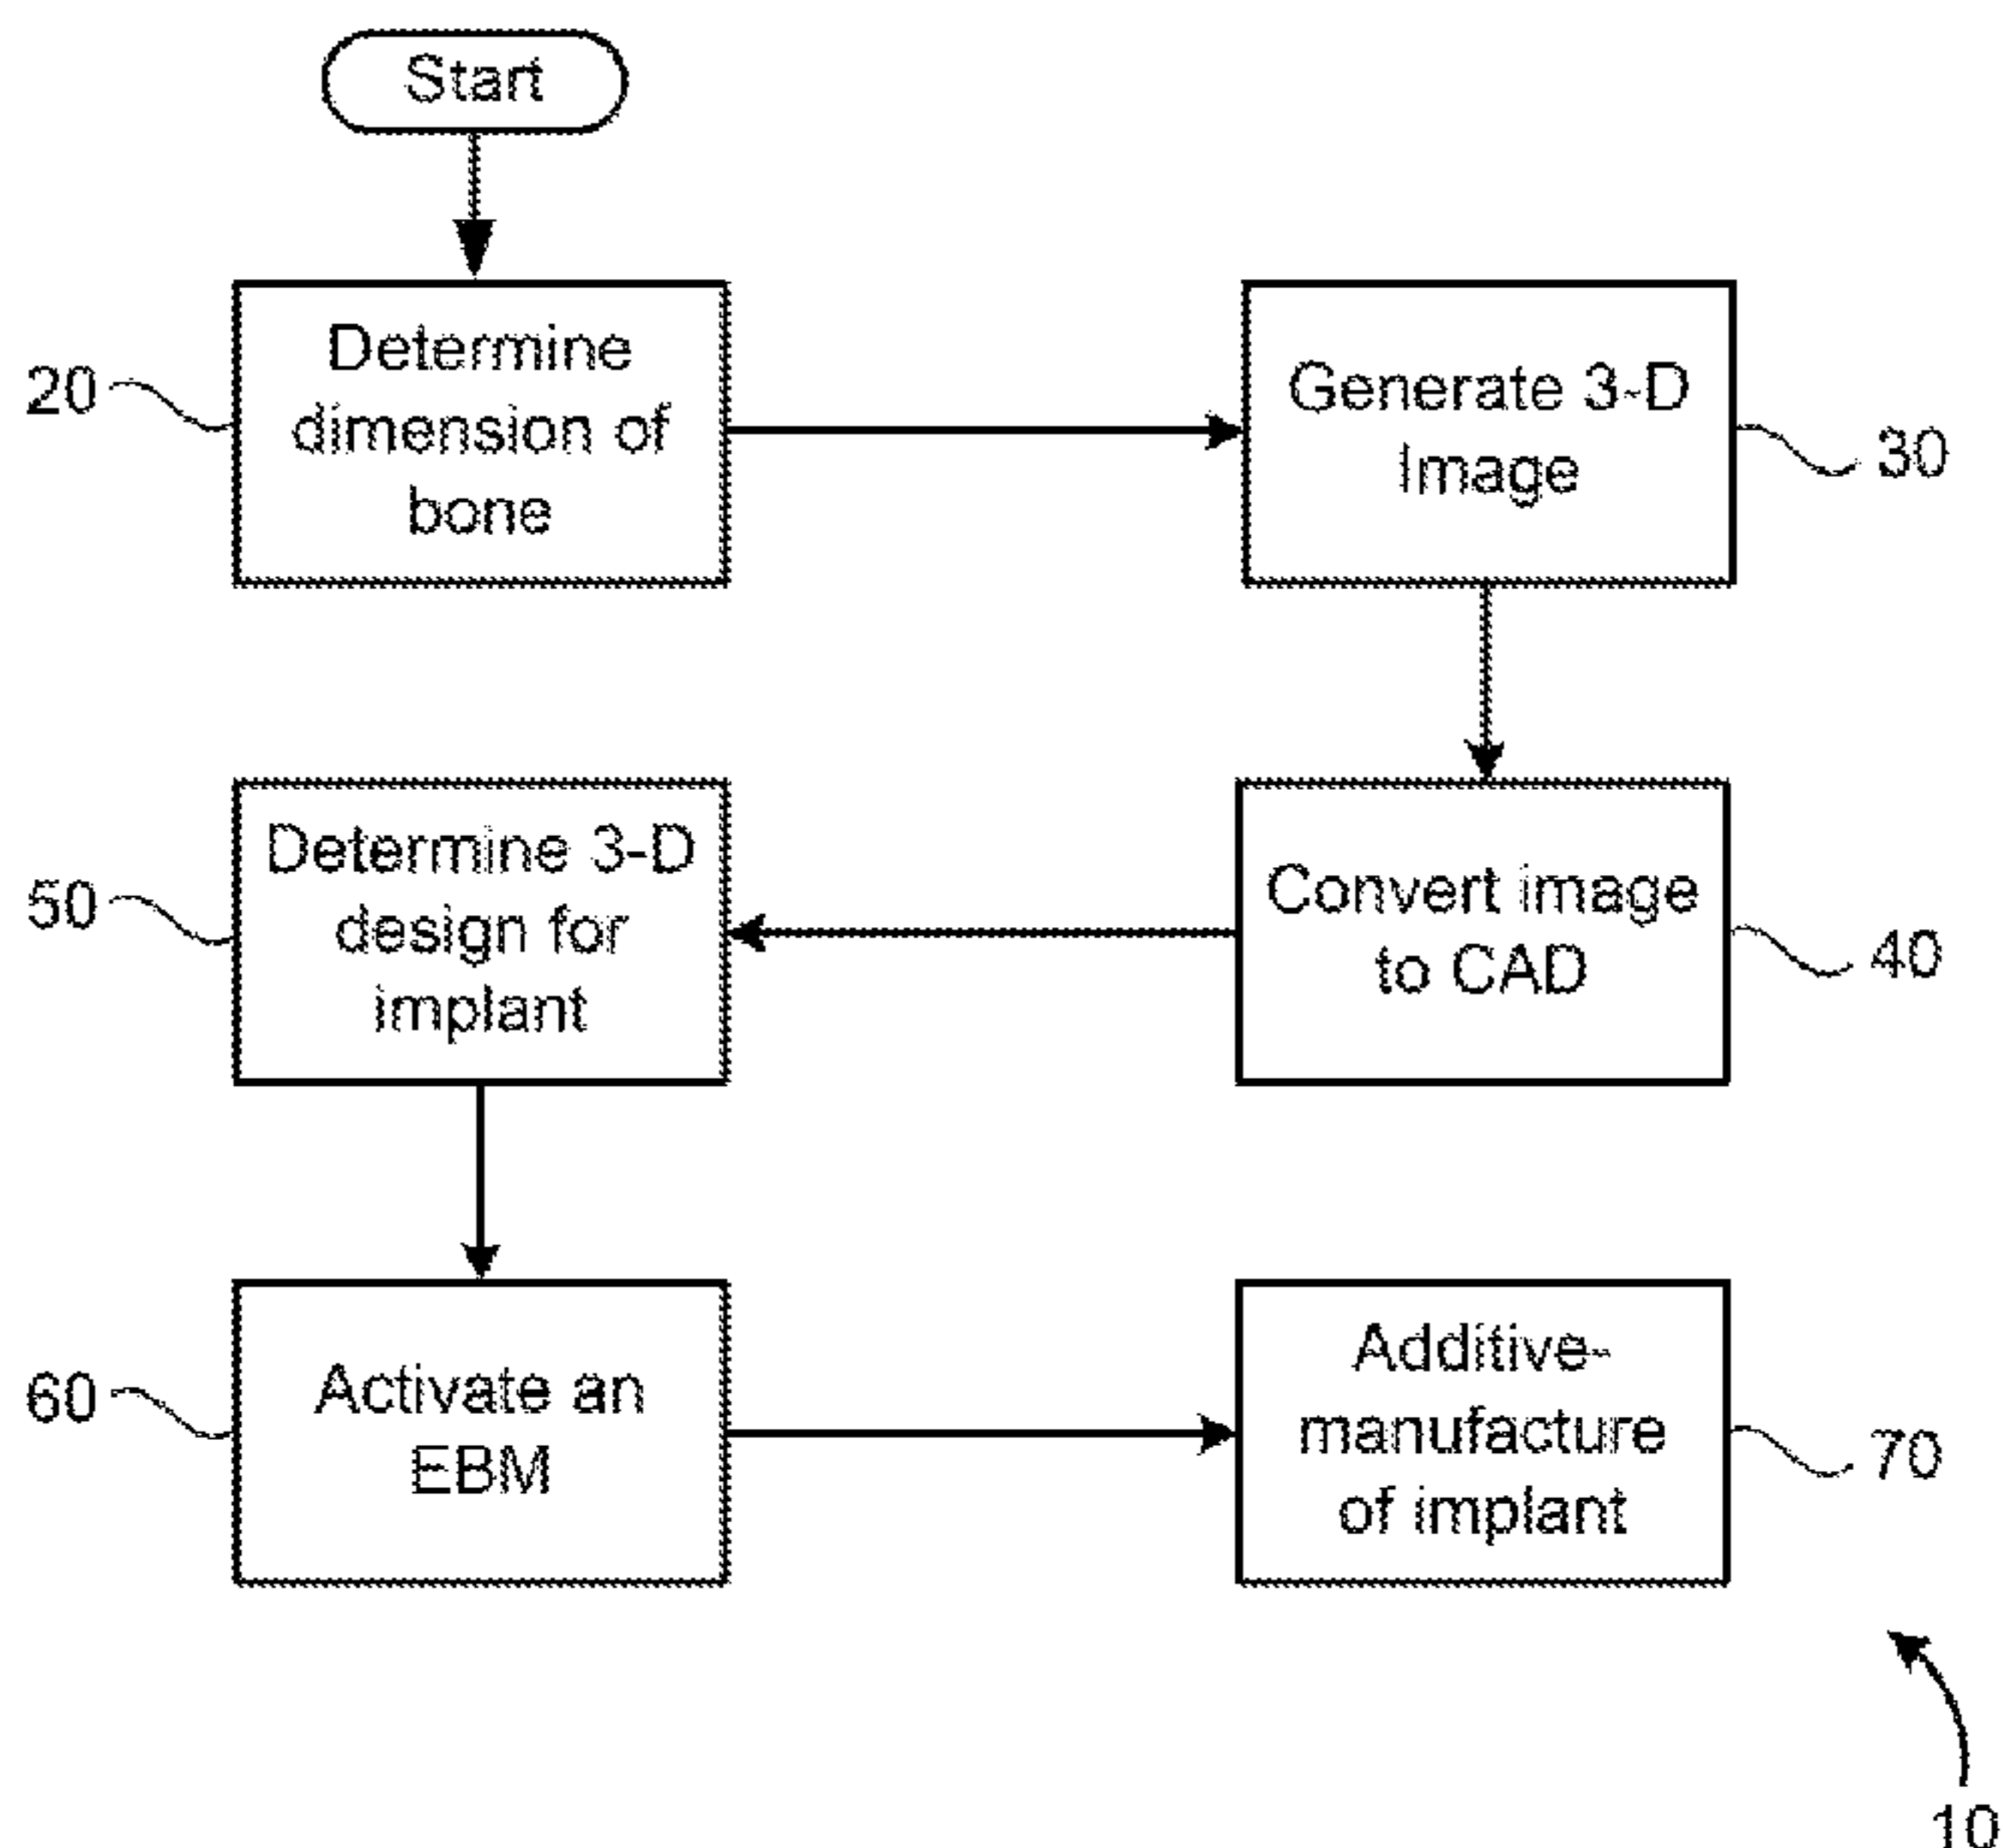 Start
20
Determine
dimension of
bone
Generate 3-D
Image
30
50
Determine 3-D
design for
implant
Convert image
to CAD
40
60
Activate an
EBM
Additive-
manufacture
of implant
70
10